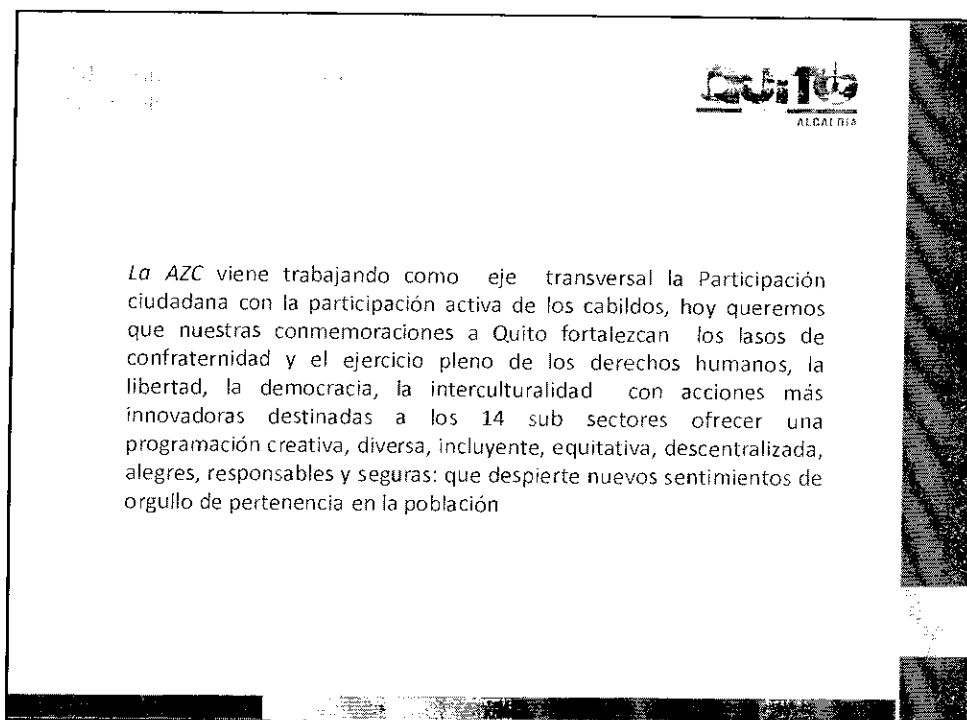 Quito
ALCALDÍA
La AZC viene trabajando como eje transversal la Participación
ciudadana con la participación activa de los cabildos, hoy queremos
que nuestras conmemoraciones a Quito fortalezcan los lasos de
confraternidad y el ejercicio pleno de los derechos humanos, la
libertad, la democracia, la interculturalidad con acciones más
innovadoras destinadas a los 14 sub sectores ofrecer una
programación creativa, diversa, incluyente, equitativa, descentralizada,
alegres, responsables y seguras: que despierte nuevos sentimientos de
orgullo de pertenencia en la población